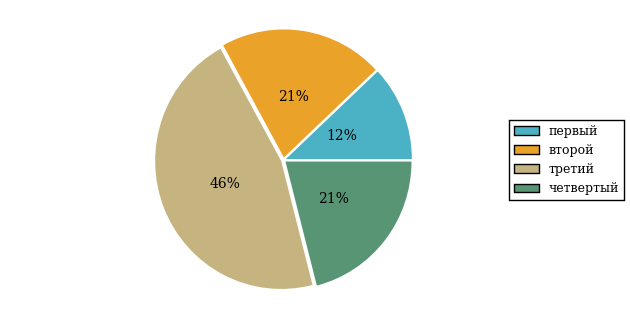 21%
12%
46%
21%
первый
второй
третий
четвертый